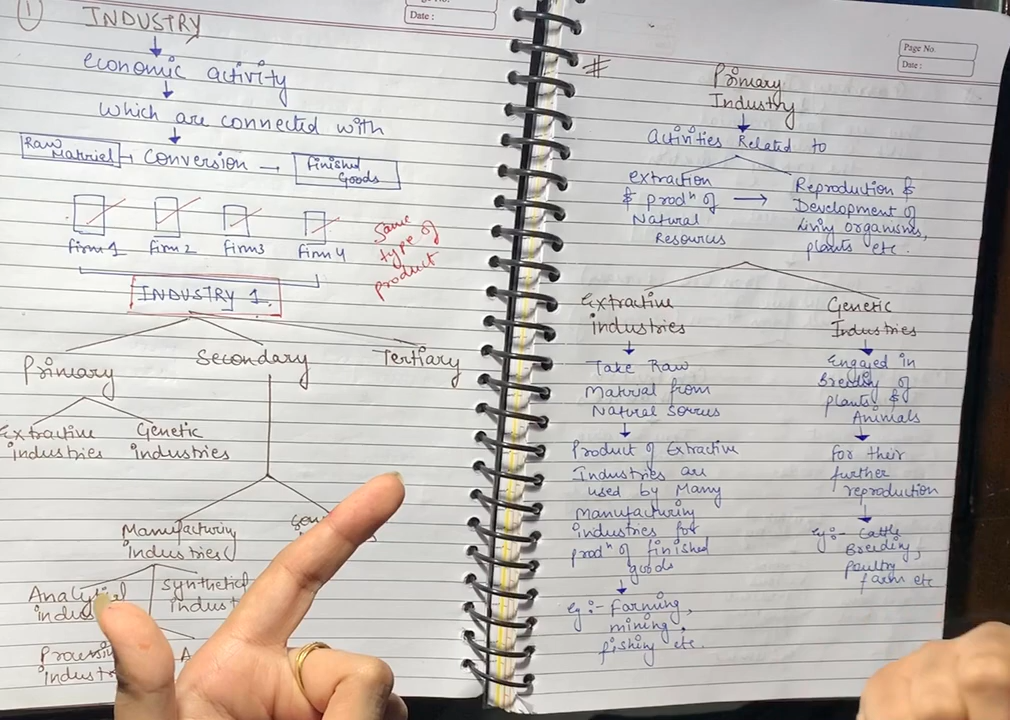 1
INDUSTRY
Date :
economic activity
which are connected with
Raw Material
Conversion
Finished Goods
firm 1 firm 2 firm 3 firm 4
Same
type of
product
INDUSTRY 1
Primary Secondary Tertiary
Extractive industries
Genetic industries
Manufacturing
industries
Analytical
Synthetical
Page No.
Date :
#
Primary
Industry
Activities Related to
extraction
& prodn of
Natural
Resources
Reproduction &
Development of
living organisms,
plants etc.
Extractive
industries
Take Raw
Material from
Natural Sources
Product of Extractive
Industries are
used by Many
Manufacturing
industries for
prodn of finished
goods
Eg :- farming,
mining,
fishing etc.
Genetic
Industries
Engaged in
Breeding of
plants &
Animals
for their
further
reproduction
Eg :- Cattle
Breeding,
poultry
farm etc